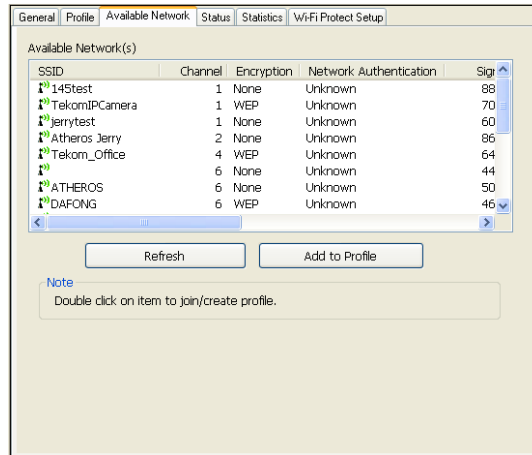 General Profile Available Network Status Statistics Wi-Fi Protect Setup
Available Network(s)
SSID Channel Encryption Network Authentication Sigr
145test 1 None Unknown 88
TekomIPCamera 1 WEP Unknown 70
jerrytest 1 None Unknown 60
Atheros Jerry 2 None Unknown 86
Tekom_Office 4 WEP Unknown 64
6 None Unknown 44
ATHEROS 6 None Unknown 50
DAFONG 6 WEP Unknown 46
Refresh Add to Profile
Note
Double click on item to join/create profile.